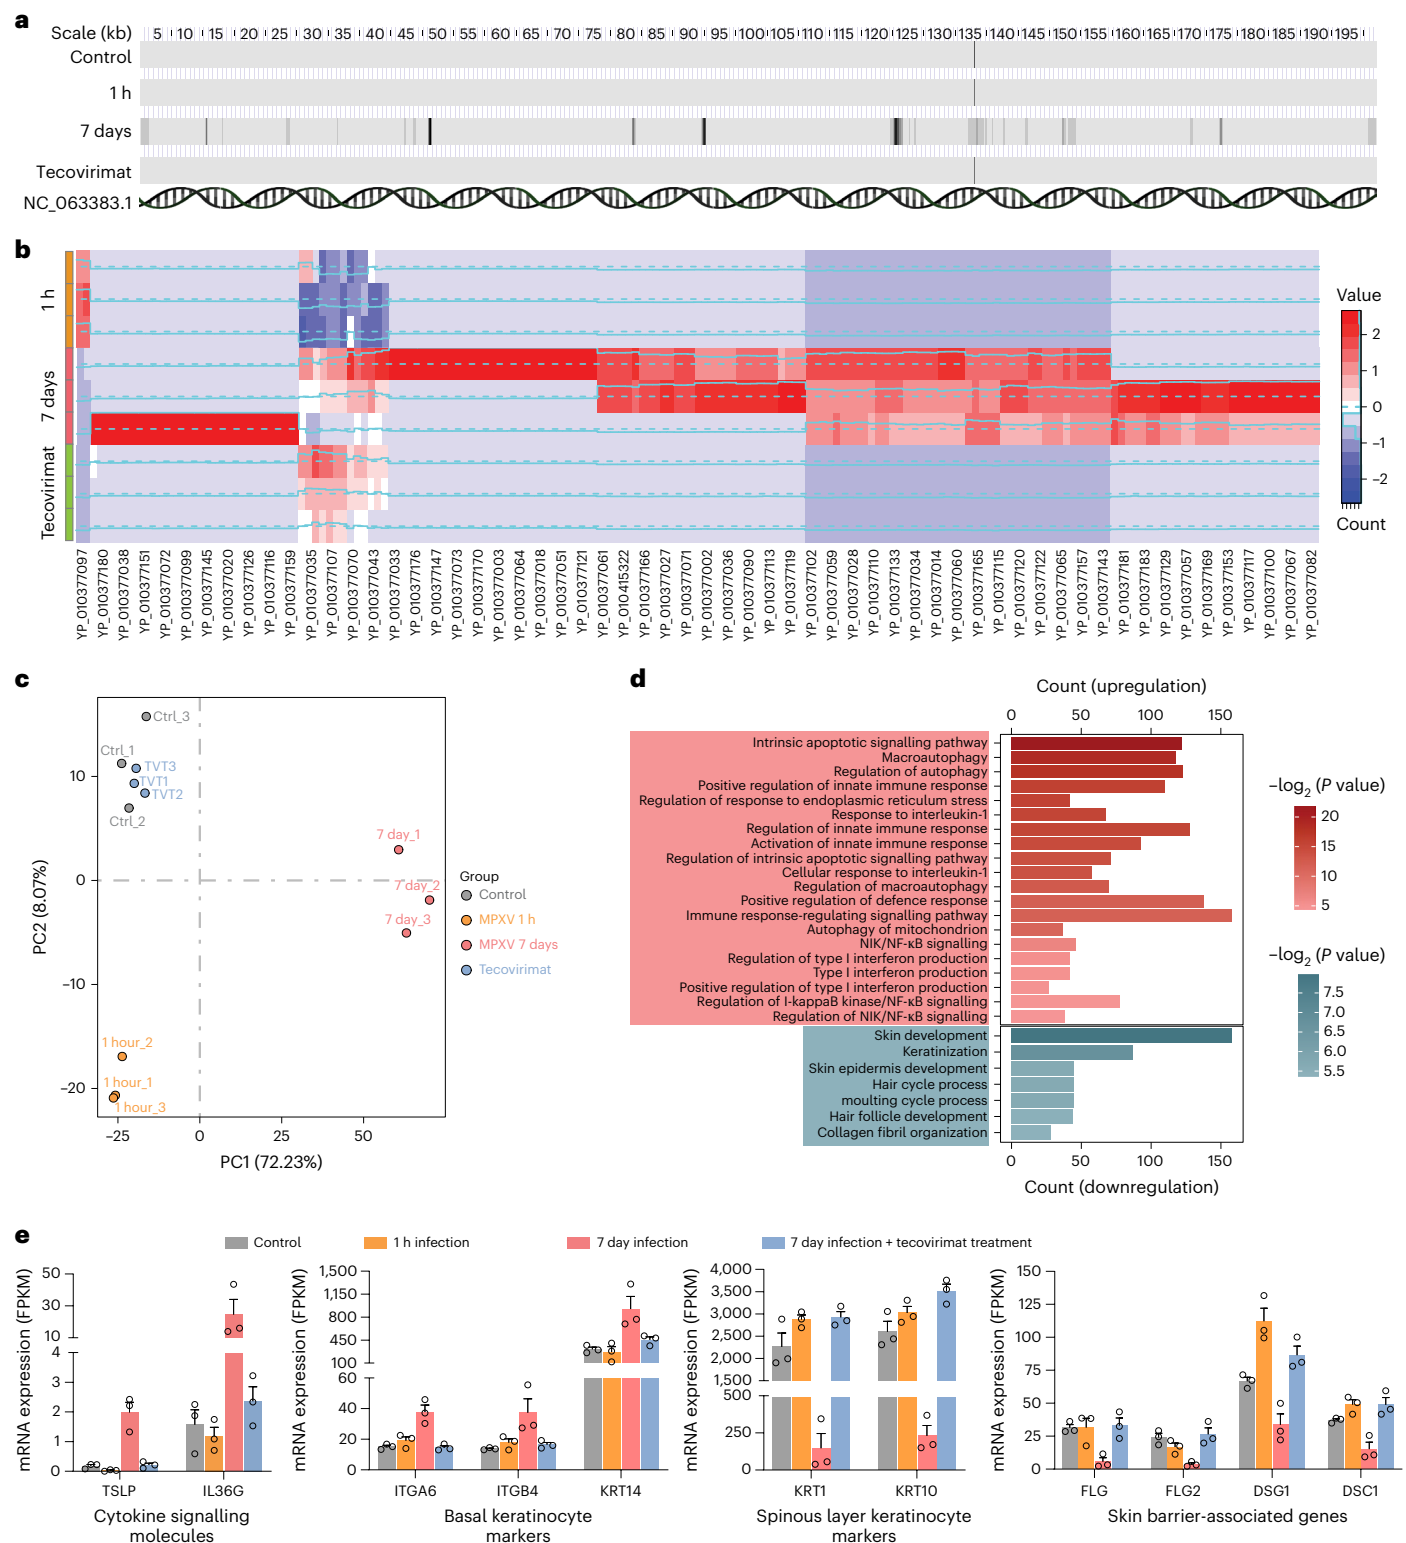 a
Scale (kb) 5 10 15 20 25 30 35 40 45 50 55 60 65 70 75 80 85 90 95 100 105 110 115 120 125 130 135 140 145 150 155 160 165 170 175 180 185 190 195
Control
1 h
7 days
Tecovirimat
NC_063383.1
b
1 h
7 days
Tecovirimat
Value
2
1
0
−1
−2
Count
YP_010377097
YP_010377180
YP_010377038
YP_010377151
YP_010377072
YP_010377099
YP_010377145
YP_010377020
YP_010377126
YP_010377116
YP_010377159
YP_010377035
YP_010377107
YP_010377070
YP_010377043
YP_010377033
YP_010377176
YP_010377147
YP_010377073
YP_010377170
YP_010377003
YP_010377064
YP_010377018
YP_010377051
YP_010377121
YP_010377061
YP_010415322
YP_010377166
YP_010377027
YP_010377071
YP_010377002
YP_010377036
YP_010377090
YP_010377113
YP_010377119
YP_010377102
YP_010377059
YP_010377028
YP_010377110
YP_010377133
YP_010377034
YP_010377014
YP_010377060
YP_010377165
YP_010377115
YP_010377120
YP_010377122
YP_010377065
YP_010377157
YP_010377143
YP_010377181
YP_010377183
YP_010377129
YP_010377057
YP_010377169
YP_010377153
YP_010377117
YP_010377100
YP_010377067
YP_010377082
c
PC2 (8.07%)
10
0
−10
−20
Ctrl_3
Ctrl_1
TVT3
TVT1
TVT2
Ctrl_2
7 day_1
7 day_2
7 day_3
1 hour_2
1 hour_1
1 hour_3
−25 0 25 50
PC1 (72.23%)
Group
Control
MPXV 1 h
MPXV 7 days
Tecovirimat
d
Count (upregulation)
0 50 100 150
Intrinsic apoptotic signalling pathway
Macroautophagy
Regulation of autophagy
Positive regulation of innate immune response
Regulation of response to endoplasmic reticulum stress
Response to interleukin-1
Regulation of innate immune response
Activation of innate immune response
Regulation of intrinsic apoptotic signalling pathway
Cellular response to interleukin-1
Regulation of macroautophagy
Positive regulation of defence response
Immune response-regulating signalling pathway
Autophagy of mitochondrion
NIK/NF-κB signalling
Regulation of type I interferon production
Type I interferon production
Positive regulation of type I interferon production
Regulation of I-kappaB kinase/NF-κB signalling
Regulation of NIK/NF-κB signalling
Skin development
Keratinization
Skin epidermis development
Hair cycle process
moulting cycle process
Hair follicle development
Collagen fibril organization
0 50 100 150
Count (downregulation)
−log2 (P value)
20
15
10
5
−log2 (P value)
7.5
7.0
6.5
6.0
5.5
e
Control 1 h infection 7 day infection 7 day infection + tecovirimat treatment
mRNA expression (FPKM)
50
30
10
4
3
2
1
0
TSLP IL36G
Cytokine signalling
molecules
mRNA expression (FPKM)
1,500
1,150
800
450
100
60
40
20
0
ITGA6 ITGB4 KRT14
Basal keratinocyte
markers
mRNA expression (FPKM)
4,000
3,500
3,000
2,500
2,000
1,500
500
250
0
KRT1 KRT10
Spinous layer keratinocyte
markers
mRNA expression (FPKM)
150
125
100
75
50
25
0
FLG FLG2 DSG1 DSC1
Skin barrier-associated genes